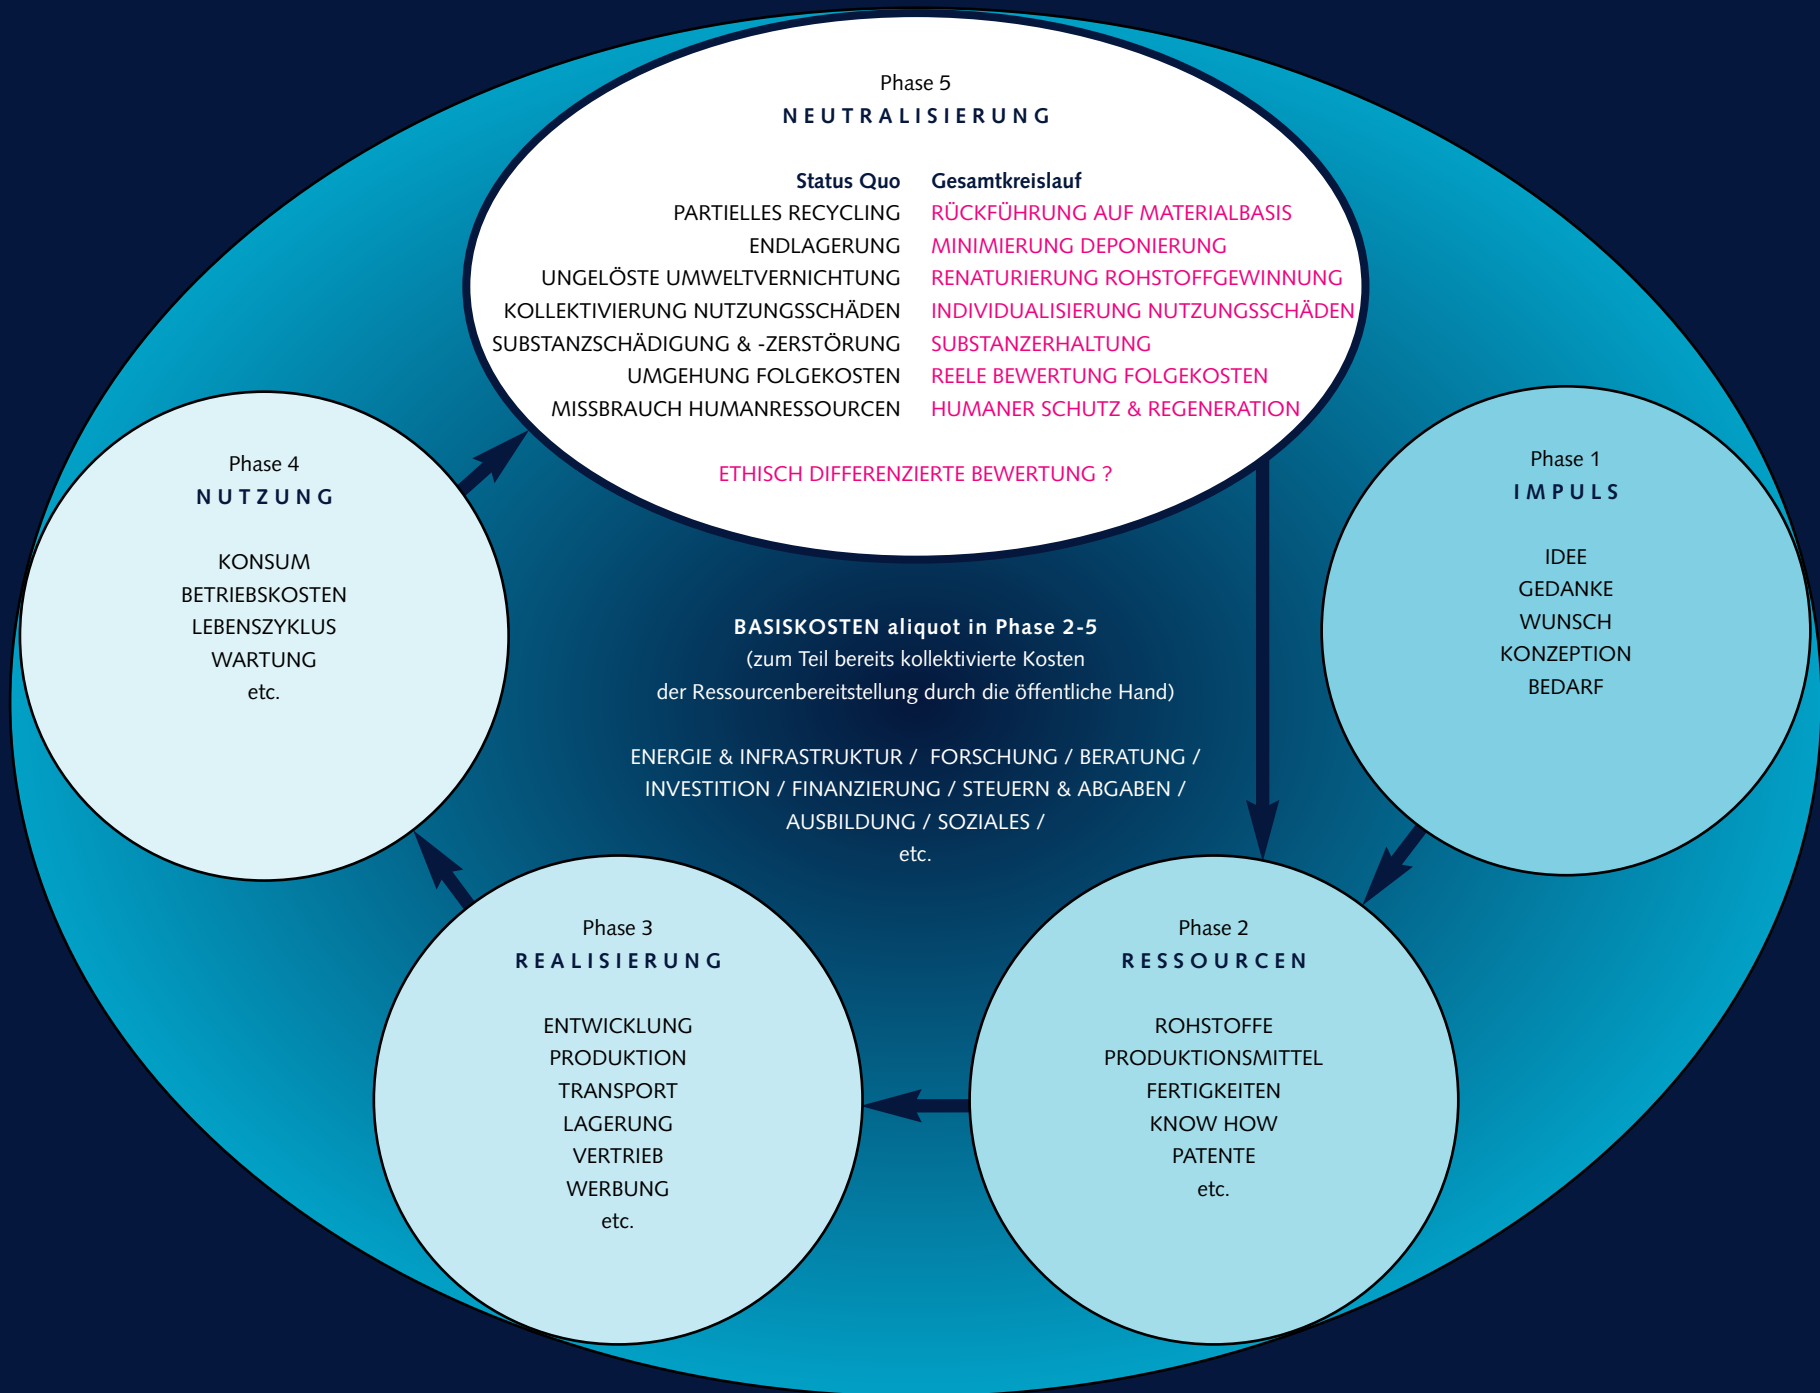 Phase 5
NEUTRALISIERUNG
Status Quo Gesamtkreislauf
PARTIELLES RECYCLING RÜCKFÜHRUNG AUF MATERIALBASIS
ENDLAGERUNG MINIMIERUNG DEPONIERUNG
UNGELÖSTE UMWELTVERNICHTUNG RENATURIERUNG ROHSTOFFGEWINNUNG
KOLLEKTIVIERUNG NUTZUNGSSCHÄDEN INDIVIDUALISIERUNG NUTZUNGSSCHÄDEN
SUBSTANZSCHÄDIGUNG & -ZERSTÖRUNG SUBSTANZERHALTUNG
UMGEHUNG FOLGEKOSTEN REELE BEWERTUNG FOLGEKOSTEN
MISSBRAUCH HUMANRESSOURCEN HUMANER SCHUTZ & REGENERATION
ETHISCH DIFFERENZIERTE BEWERTUNG ?
Phase 1
IMPULS
IDEE
GEDANKE
WUNSCH
KONZEPTION
BEDARF
Phase 2
RESSOURCEN
ROHSTOFFE
PRODUKTIONSMITTEL
FERTIGKEITEN
KNOW HOW
PATENTE
etc.
Phase 3
REALISIERUNG
ENTWICKLUNG
PRODUKTION
TRANSPORT
LAGERUNG
VERTRIEB
WERBUNG
etc.
Phase 4
NUTZUNG
KONSUM
BETRIEBSKOSTEN
LEBENSZYKLUS
WARTUNG
etc.
BASISKOSTEN aliquot in Phase 2-5
(zum Teil bereits kollektivierte Kosten
der Ressourcenbereitstellung durch die öffentliche Hand)
ENERGIE & INFRASTRUKTUR / FORSCHUNG / BERATUNG /
INVESTITION / FINANZIERUNG / STEUERN & ABGABEN /
AUSBILDUNG / SOZIALES /
etc.